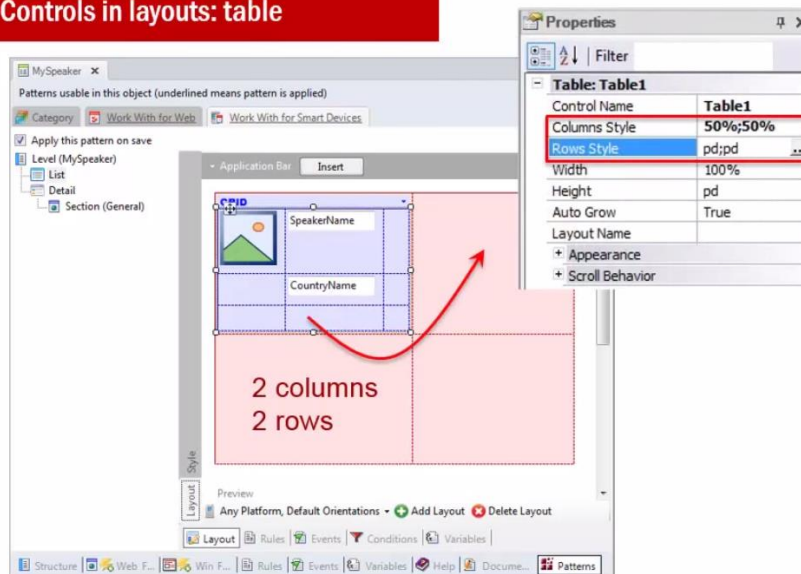 Controls in layouts: table
MySpeaker
Patterns usable in this object (underlined means pattern is applied)
Category Work With for Web Work With for Smart Devices
Apply this pattern on save
Level (MySpeaker)
List
Detail
Section (General)
Application Bar Insert
GRID
SpeakerName
CountryName
2 columns
2 rows
Style
Layout
Preview
Any Platform, Default Orientations Add Layout Delete Layout
Layout Rules Events Conditions Variables
Structure Web F... Win F... Rules Events Variables Help Docume... Patterns
Properties
Filter
Table: Table1
Control Name Table1
Columns Style 50%;50%
Rows Style pd;pd ...
Width 100%
Height pd
Auto Grow True
Layout Name
Appearance
Scroll Behavior